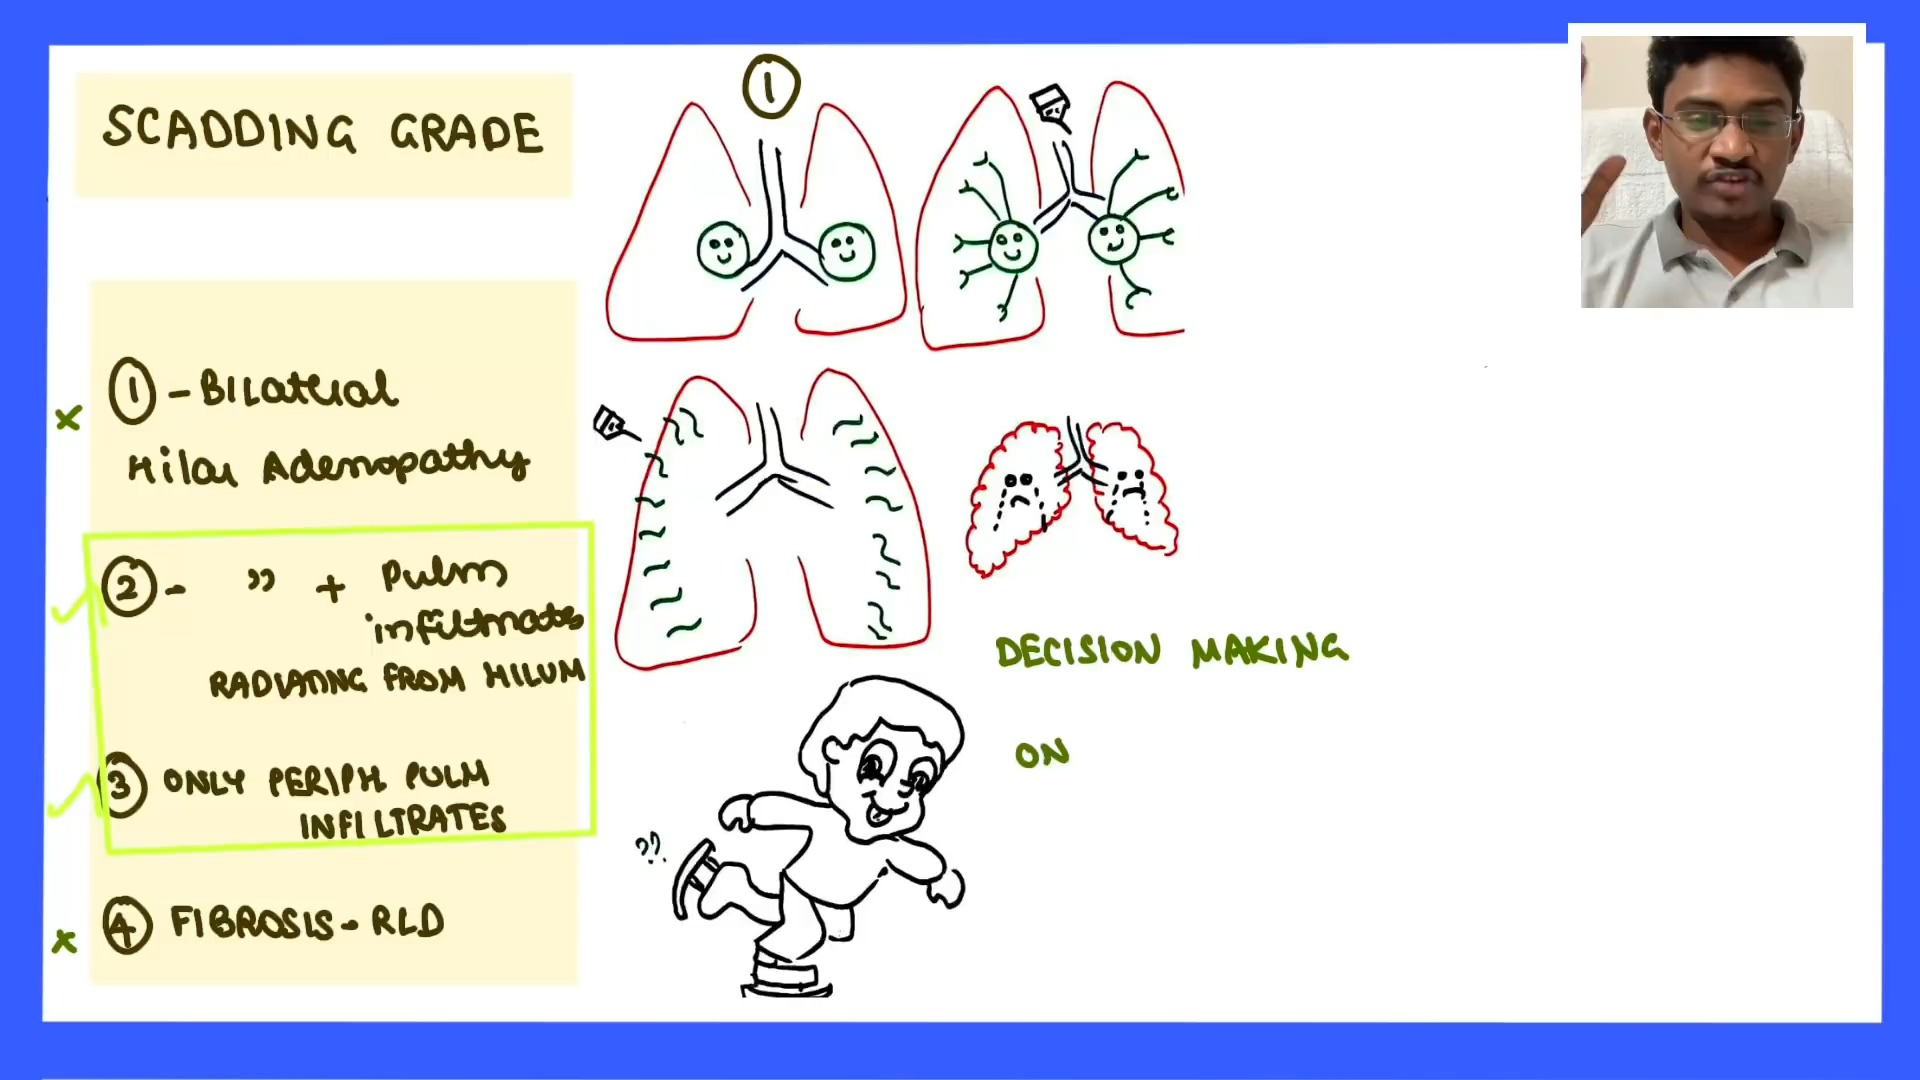 SCADDING GRADE
1
① - Bilateral
Hilar Adenopathy
② - " + Pulm
infiltrates
RADIATING FROM HILUM
③ ONLY PERIPH PULM
INFILTRATES
④ FIBROSIS - RLD
DECISION MAKING
ON
??